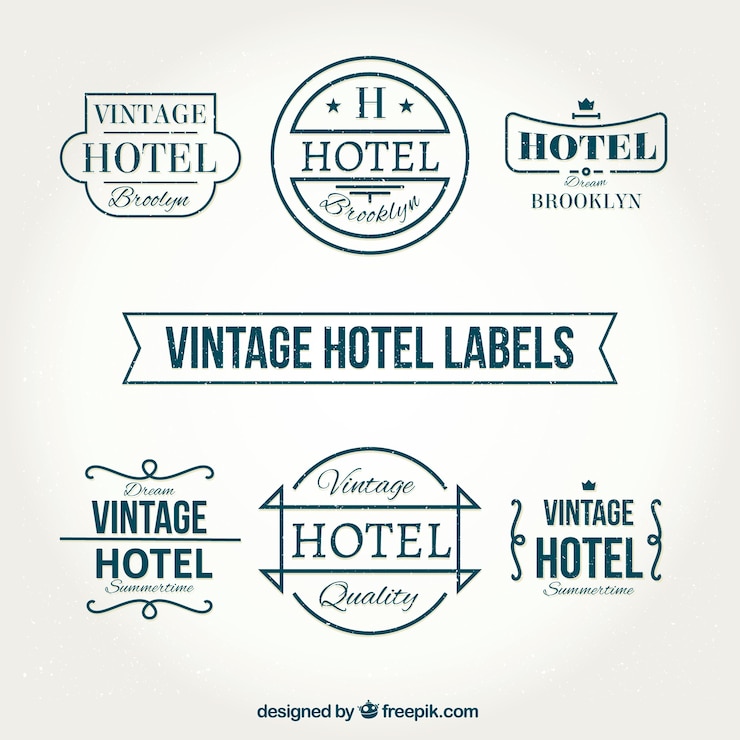 VINTAGE
HOTEL
Broolyn
H
HOTEL
Brooklyn
HOTEL
Dream
BROOKLYN
VINTAGE HOTEL LABELS
Dream
VINTAGE
HOTEL
Summertime
Vintage
HOTEL
Quality
VINTAGE
HOTEL
Summertime
designed by freepik.com